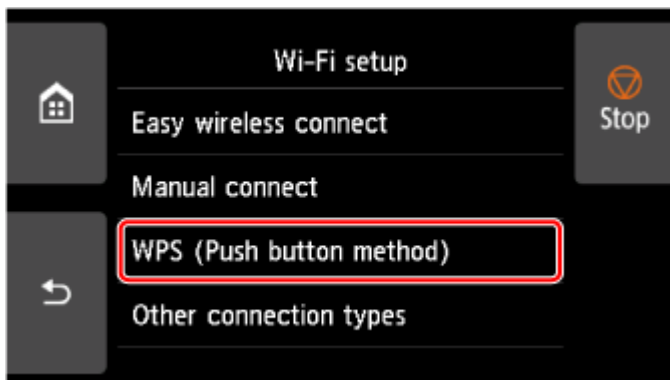 Wi-Fi setup
Stop
Easy wireless connect
Manual connect
WPS (Push button method)
Other connection types